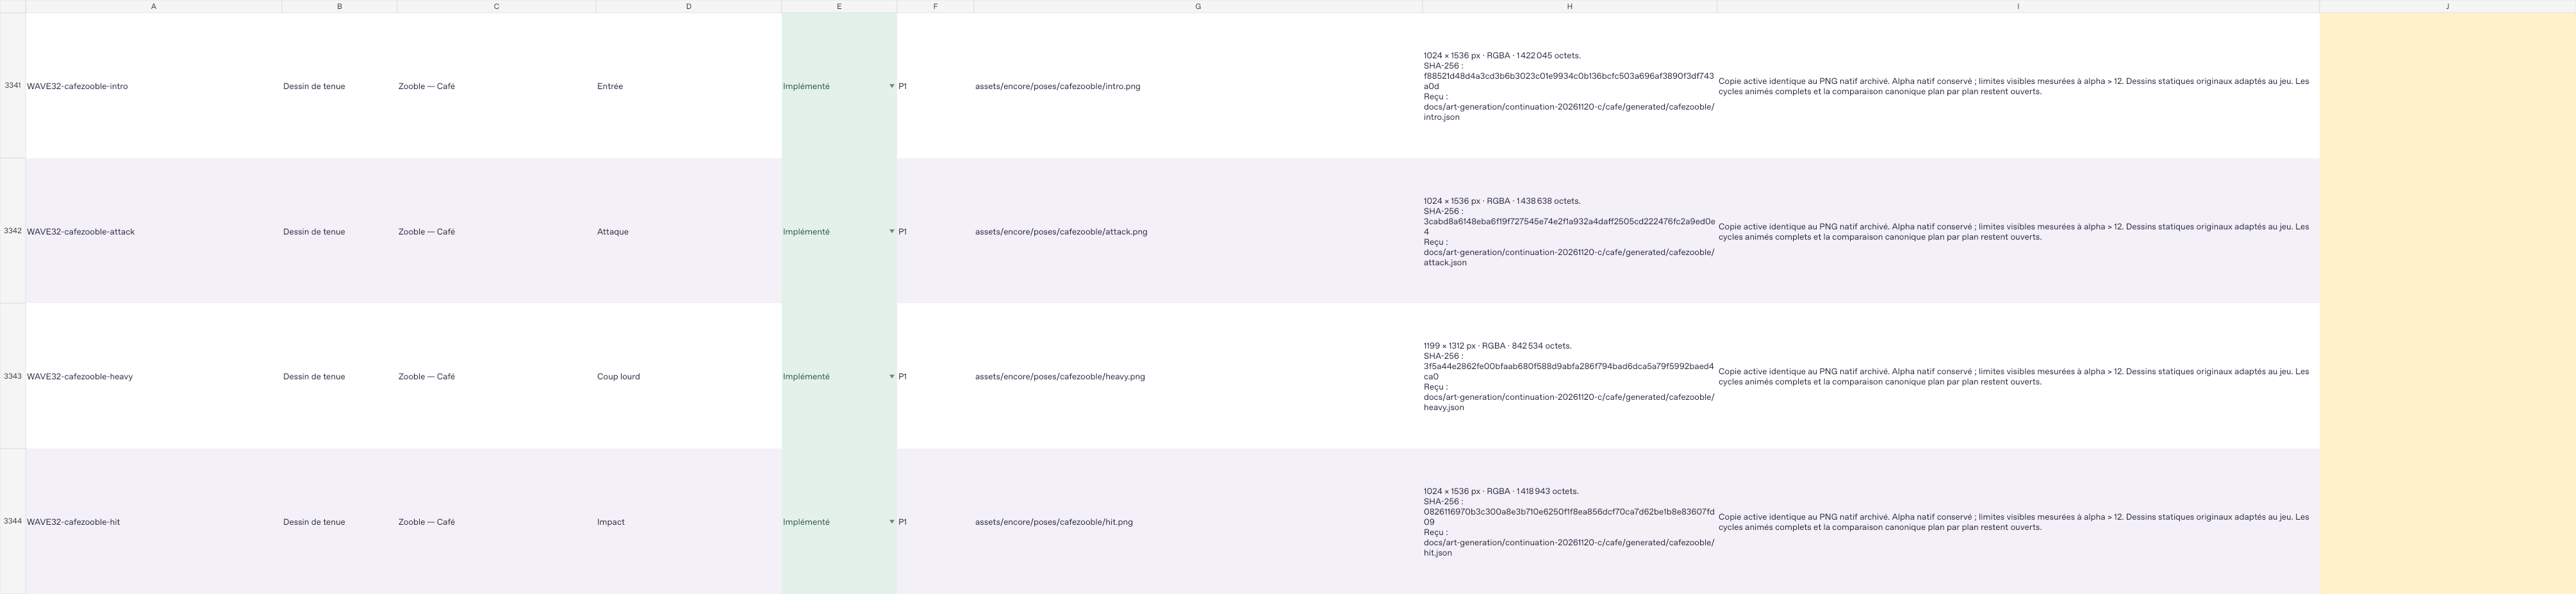 A B C D E F G H I J
3341 WAVE32-cafezooble-intro Dessin de tenue Zooble — Café Entrée Implémenté P1 assets/encore/poses/cafezooble/intro.png
1024 × 1536 px · RGBA · 1 422 045 octets.
SHA-256 :
f88521d48d4a3cd3b6b3023c01e9934c0b136bcfc503a696af3890f3df743
a0d
Reçu :
docs/art-generation/continuation-20261120-c/cafe/generated/cafezooble/
intro.json
Copie active identique au PNG natif archivé. Alpha natif conservé ; limites visibles mesurées à alpha > 12. Dessins statiques originaux adaptés au jeu. Les
cycles animés complets et la comparaison canonique plan par plan restent ouverts.
3342 WAVE32-cafezooble-attack Dessin de tenue Zooble — Café Attaque Implémenté P1 assets/encore/poses/cafezooble/attack.png
1024 × 1536 px · RGBA · 1 438 638 octets.
SHA-256 :
3cabd8a6148eba6f19f727545e74e2f1a932a4daff2505cd222476fc2a9ed0e
4
Reçu :
docs/art-generation/continuation-20261120-c/cafe/generated/cafezooble/
attack.json
Copie active identique au PNG natif archivé. Alpha natif conservé ; limites visibles mesurées à alpha > 12. Dessins statiques originaux adaptés au jeu. Les
cycles animés complets et la comparaison canonique plan par plan restent ouverts.
3343 WAVE32-cafezooble-heavy Dessin de tenue Zooble — Café Coup lourd Implémenté P1 assets/encore/poses/cafezooble/heavy.png
1199 × 1312 px · RGBA · 842 534 octets.
SHA-256 :
3f5a44e2862fe00bfaab680f588d9abfa286f794bad6dca5a79f5992baed4
ca0
Reçu :
docs/art-generation/continuation-20261120-c/cafe/generated/cafezooble/
heavy.json
Copie active identique au PNG natif archivé. Alpha natif conservé ; limites visibles mesurées à alpha > 12. Dessins statiques originaux adaptés au jeu. Les
cycles animés complets et la comparaison canonique plan par plan restent ouverts.
3344 WAVE32-cafezooble-hit Dessin de tenue Zooble — Café Impact Implémenté P1 assets/encore/poses/cafezooble/hit.png
1024 × 1536 px · RGBA · 1 418 943 octets.
SHA-256 :
0826116970b3c300a8e3b710e6250f1f8ea856dcf70ca7d62be1b8e83607fd
09
Reçu :
docs/art-generation/continuation-20261120-c/cafe/generated/cafezooble/
hit.json
Copie active identique au PNG natif archivé. Alpha natif conservé ; limites visibles mesurées à alpha > 12. Dessins statiques originaux adaptés au jeu. Les
cycles animés complets et la comparaison canonique plan par plan restent ouverts.